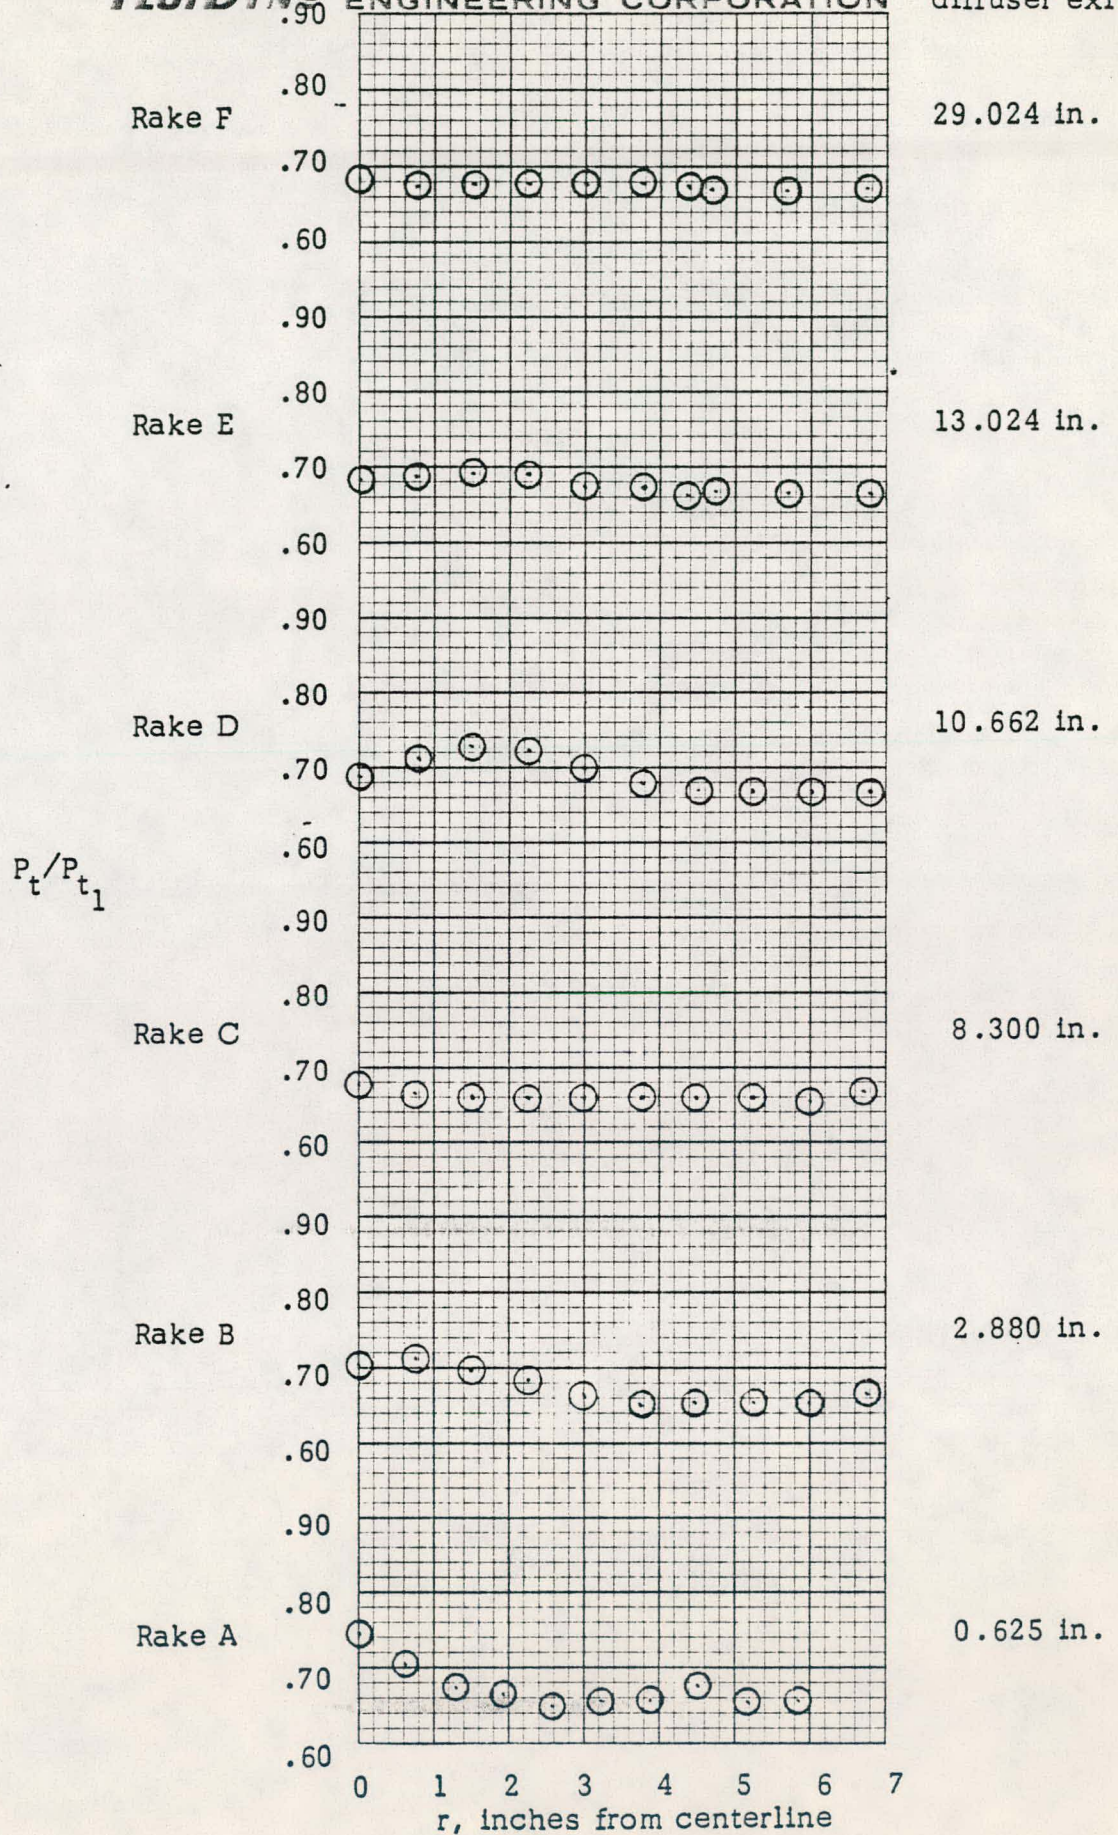 FLUIDYNE ENGINEERING CORPORATION
.90
.80
Rake F 29.024 in.
.70
.60
.90
.80
Rake E 13.024 in.
.70
.60
.90
.80
Rake D 10.662 in.
.70
.60
Pt/Pt1
.90
.80
Rake C 8.300 in.
.70
.60
.90
.80
Rake B 2.880 in.
.70
.60
.90
.80
Rake A 0.625 in.
.70
.60
0 1 2 3 4 5 6 7
r, inches from centerline